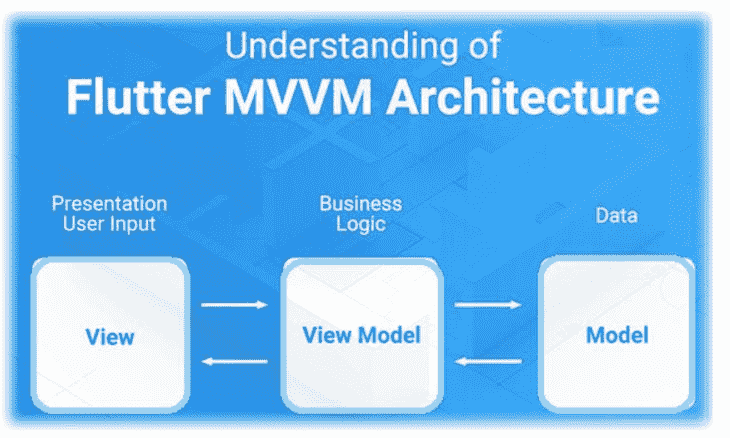 Understanding of
Flutter MVVM Architecture
Presentation
User Input
Business
Logic
Data
View
View Model
Model